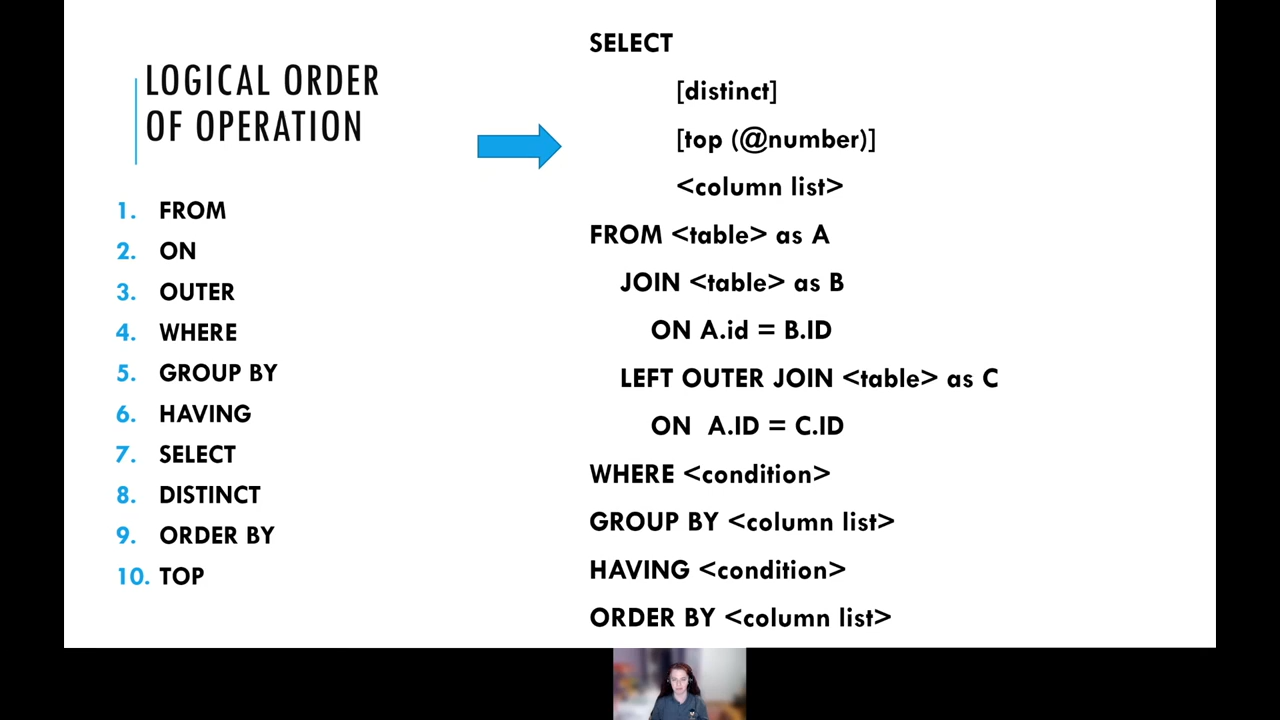 LOGICAL ORDER
OF OPERATION
1. FROM
2. ON
3. OUTER
4. WHERE
5. GROUP BY
6. HAVING
7. SELECT
8. DISTINCT
9. ORDER BY
10. TOP
SELECT
[distinct]
[top (@number)]
<column list>
FROM <table> as A
JOIN <table> as B
ON A.id = B.ID
LEFT OUTER JOIN <table> as C
ON A.ID = C.ID
WHERE <condition>
GROUP BY <column list>
HAVING <condition>
ORDER BY <column list>